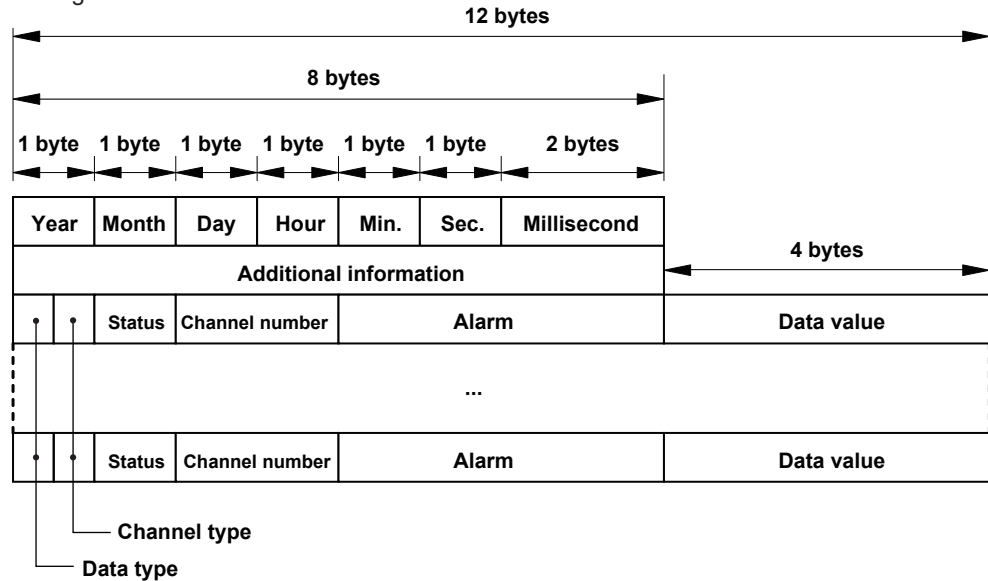 12 bytes
8 bytes
1 byte 1 byte 1 byte 1 byte 1 byte 1 byte 2 bytes
Year Month Day Hour Min. Sec. Millisecond
4 bytes
Additional information
Status Channel number Alarm Data value
...
Status Channel number Alarm Data value
Channel type
Data type